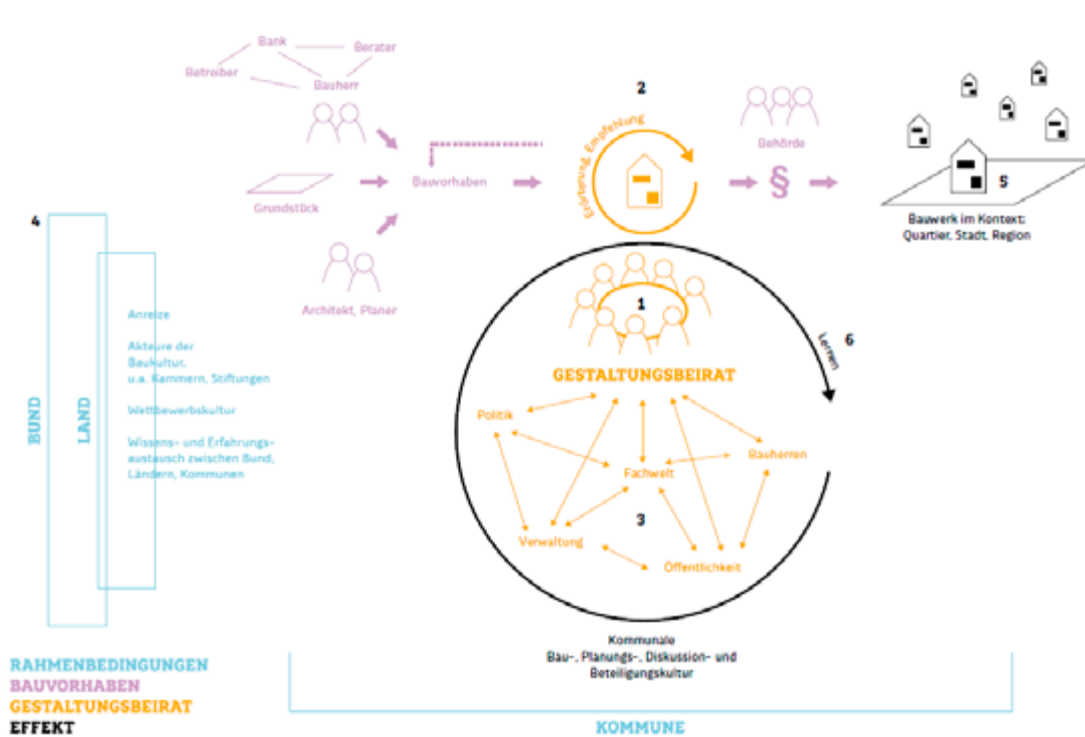 Bank
Berater
Betreiber
Bauherr
2
Erörterung, Empfehlung
Behörde
§
Bauvorhaben
Grundstück
5
Bauwerk im Kontext:
Quartier, Stadt, Region
4
Architekt, Planer
1
6
Lernen
GESTALTUNGSBEIRAT
Anreize
Akteure der
Baukultur,
u.a. Kammern, Stiftungen
Wettbewerbskultur
Wissens- und Erfahrungs-
austausch zwischen Bund,
Ländern, Kommunen
BUND
LAND
Politik
Bauherren
Fachwelt
3
Verwaltung
Öffentlichkeit
Kommunale
Bau-, Planungs-, Diskussion- und
Beteiligungskultur
RAHMENBEDINGUNGEN
BAUVORHABEN
GESTALTUNGSBEIRAT
EFFEKT
KOMMUNE